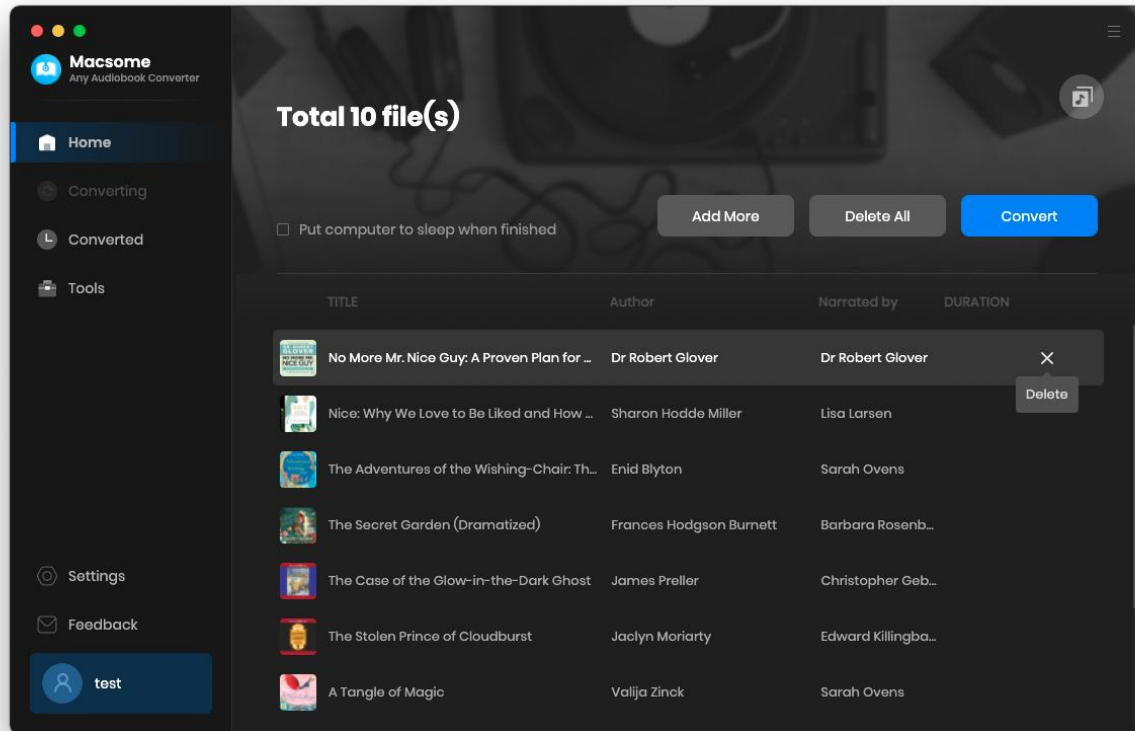 Macsome
Any Audiobook Converter
Home
Converting
Converted
Tools
Settings
Feedback
test
Total 10 file(s)
Put computer to sleep when finished
Add More
Delete All
Convert
TITLE Author Narrated by DURATION
No More Mr. Nice Guy: A Proven Plan for ... Dr Robert Glover Dr Robert Glover
Delete
Nice: Why We Love to Be Liked and How ... Sharon Hodde Miller Lisa Larsen
The Adventures of the Wishing-Chair: Th... Enid Blyton Sarah Ovens
The Secret Garden (Dramatized) Frances Hodgson Burnett Barbara Rosenb...
The Case of the Glow-in-the-Dark Ghost James Preller Christopher Geb...
The Stolen Prince of Cloudburst Jaclyn Moriarty Edward Killingba...
A Tangle of Magic Valija Zinck Sarah Ovens